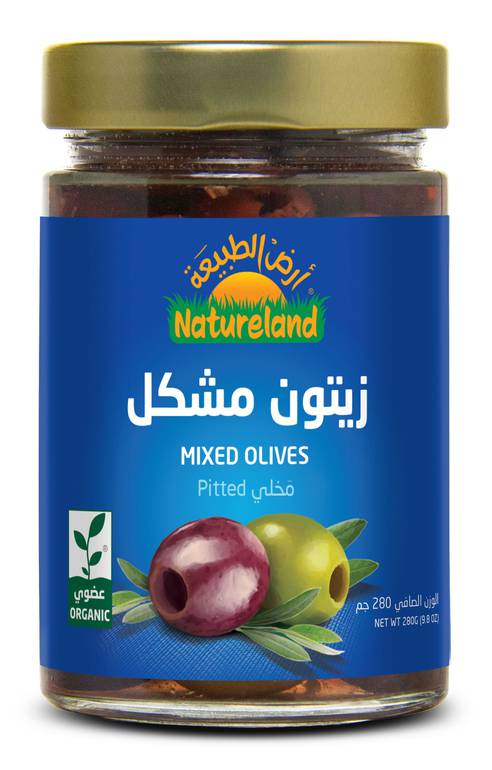 أرض الطبيعة
®
Natureland
زيتون مشكل
MIXED OLIVES
Pitted مَخلي
®
عضوي
ORGANIC
الوزن الصافي 280 جم
NET WT 280G (9.8 OZ)